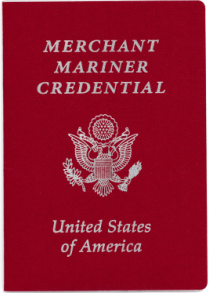 MERCHANT
MARINER
CREDENTIAL
United States
of America